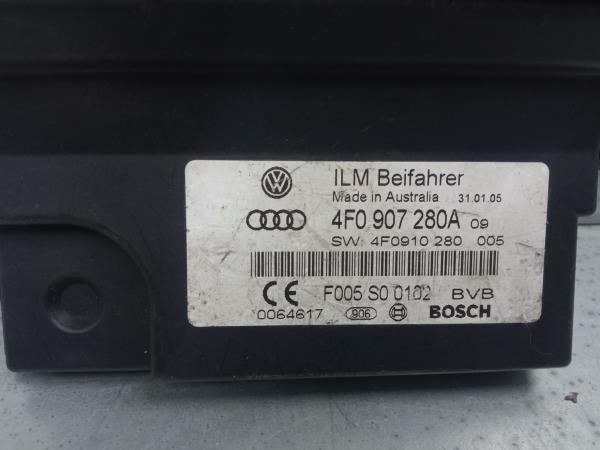 ILM Beifahrer
Made in Australia 31.01.05
4F0 907 280A 09
SW: 4F0910 280 005
CE F005 S0 0102 BVB
0064617 906 BOSCH